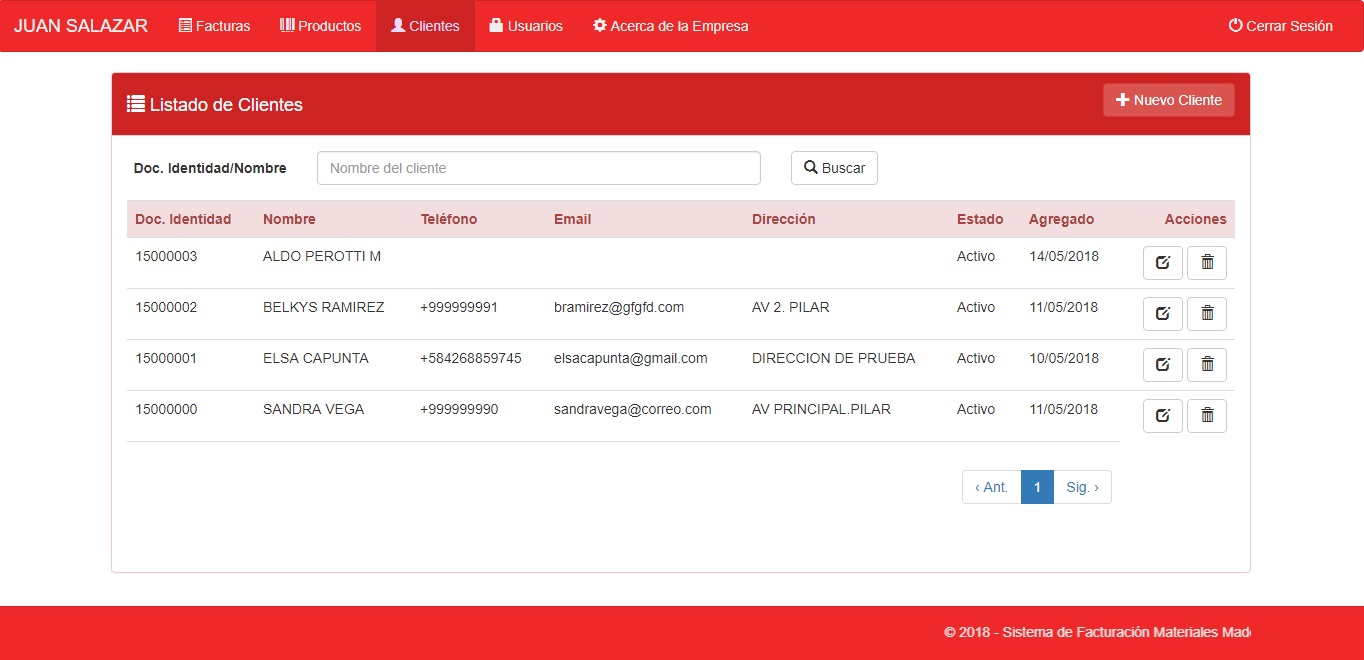 JUAN SALAZAR Facturas Productos Clientes Usuarios Acerca de la Empresa Cerrar Sesión
Listado de Clientes Nuevo Cliente
Doc. Identidad/Nombre Nombre del cliente Buscar
Doc. Identidad Nombre Teléfono Email Dirección Estado Agregado Acciones
15000003 ALDO PEROTTI M Activo 14/05/2018
15000002 BELKYS RAMIREZ +999999991 bramirez@gfgfd.com AV 2. PILAR Activo 11/05/2018
15000001 ELSA CAPUNTA +584268859745 elsacapunta@gmail.com DIRECCION DE PRUEBA Activo 10/05/2018
15000000 SANDRA VEGA +999999990 sandravega@correo.com AV PRINCIPAL.PILAR Activo 11/05/2018
‹ Ant. 1 Sig. ›
© 2018 - Sistema de Facturación Materiales